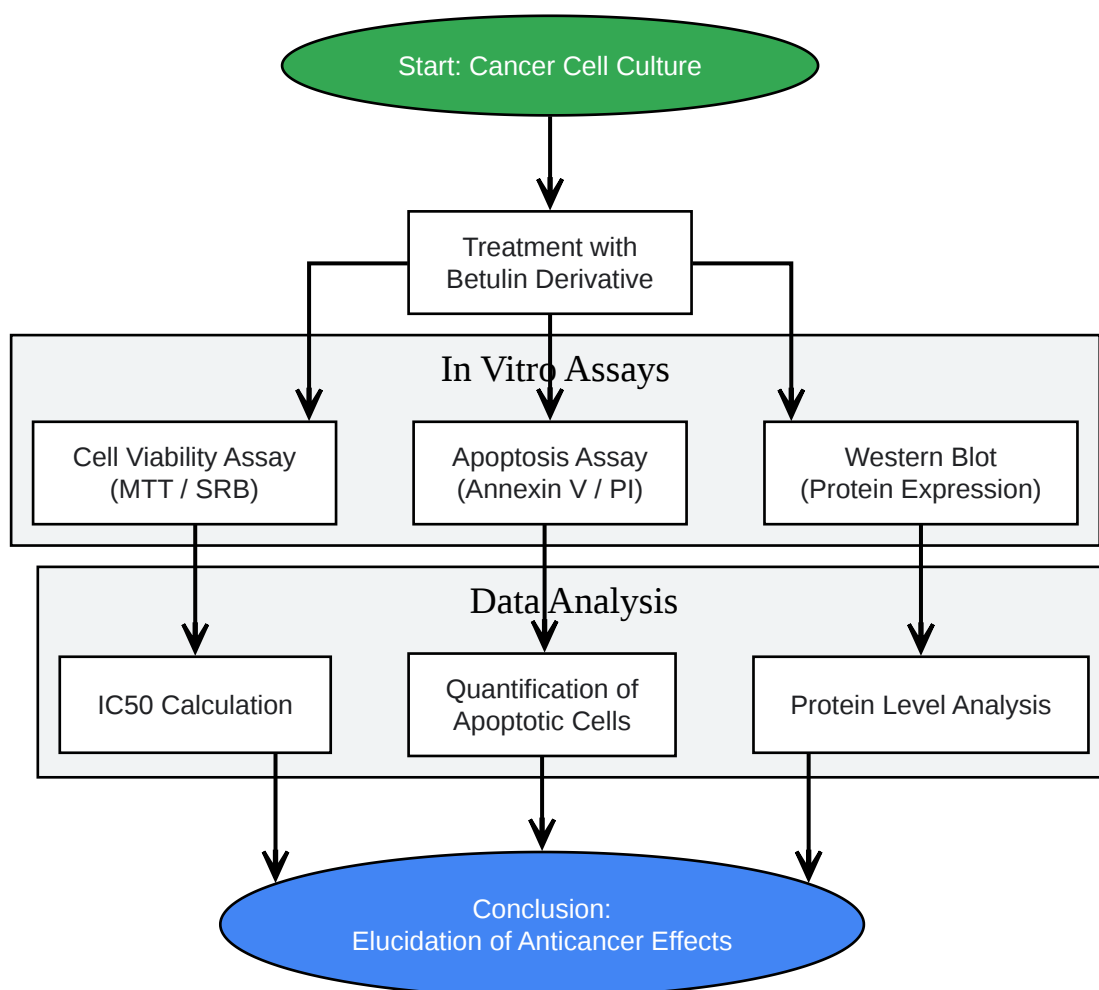 Start: Cancer Cell Culture
Treatment with
Betulin Derivative
In Vitro Assays
Cell Viability Assay
(MTT / SRB)
Apoptosis Assay
(Annexin V / PI)
Western Blot
(Protein Expression)
Data Analysis
IC50 Calculation
Quantification of
Apoptotic Cells
Protein Level Analysis
Conclusion:
Elucidation of Anticancer Effects